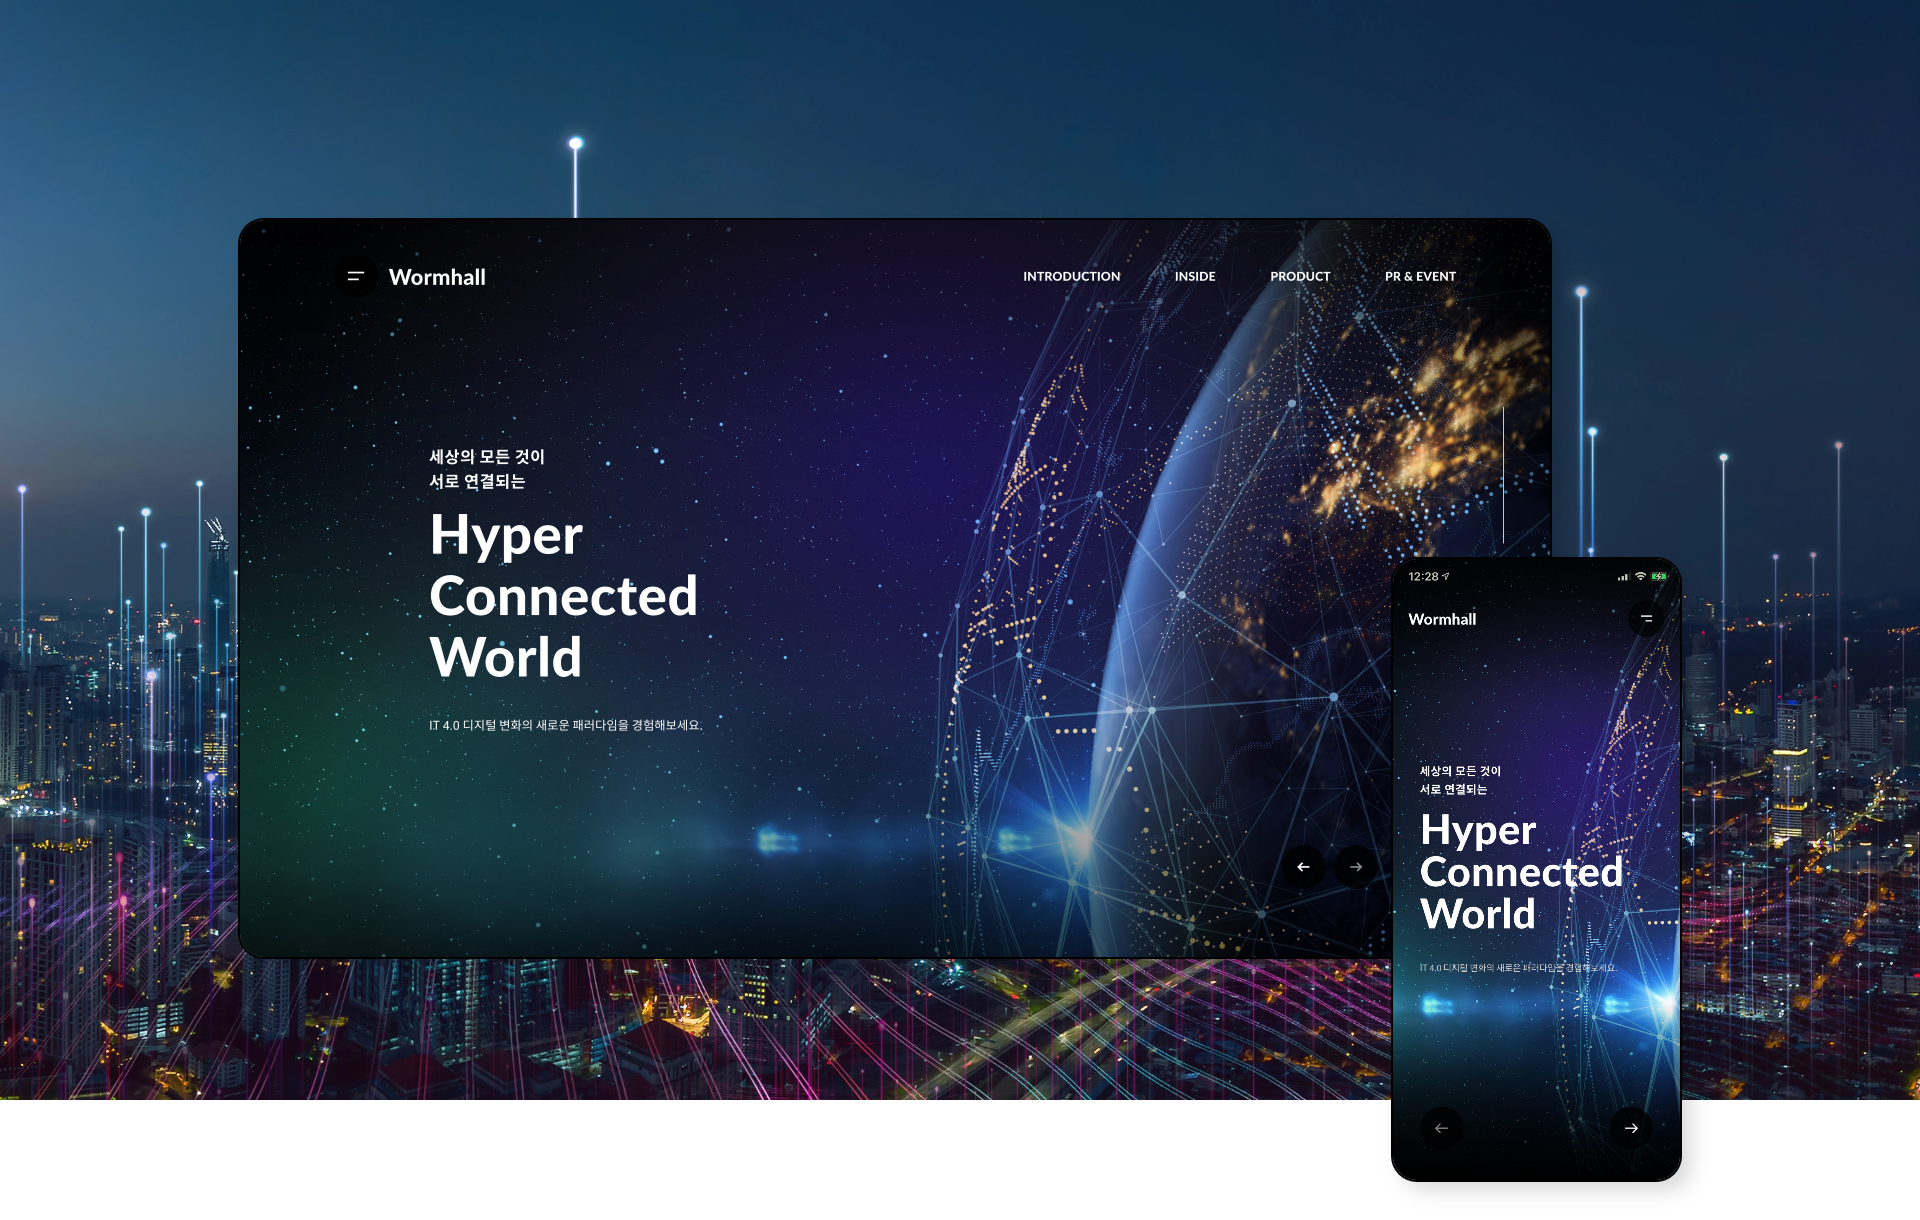 Wormhall
INTRODUCTION
INSIDE
PRODUCT
PR & EVENT
세상의 모든 것이
서로 연결되는
Hyper
Connected
World
IT 4.0 디지털 변화의 새로운 패러다임을 경험해보세요.
12:28
Wormhall
세상의 모든 것이
서로 연결되는
Hyper
Connected
World
IT 4.0 디지털 변화의 새로운 패러다임을 경험해보세요.